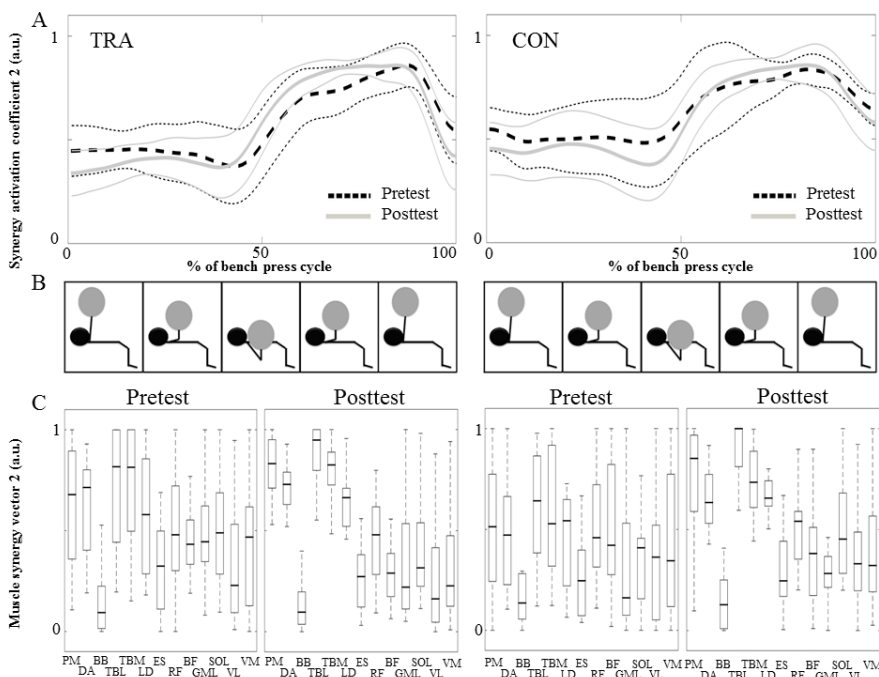 A
Synergy activation coefficient 2 (a.u.)
1
0
TRA
Pretest
Posttest
0 50 100
% of bench press cycle
1
0
CON
Pretest
Posttest
0 50 100
% of bench press cycle
B
C
Muscle synergy vector 2 (a.u.)
Pretest Posttest
1
0
PM DA BB TBL TBM LD ES RF BF GML SOL VL VM
PM DA BB TBL TBM LD ES RF BF GML SOL VL VM
Pretest Posttest
1
0
PM DA BB TBL TBM LD ES RF BF GML SOL VL VM
PM DA BB TBL TBM LD ES RF BF GML SOL VL VM